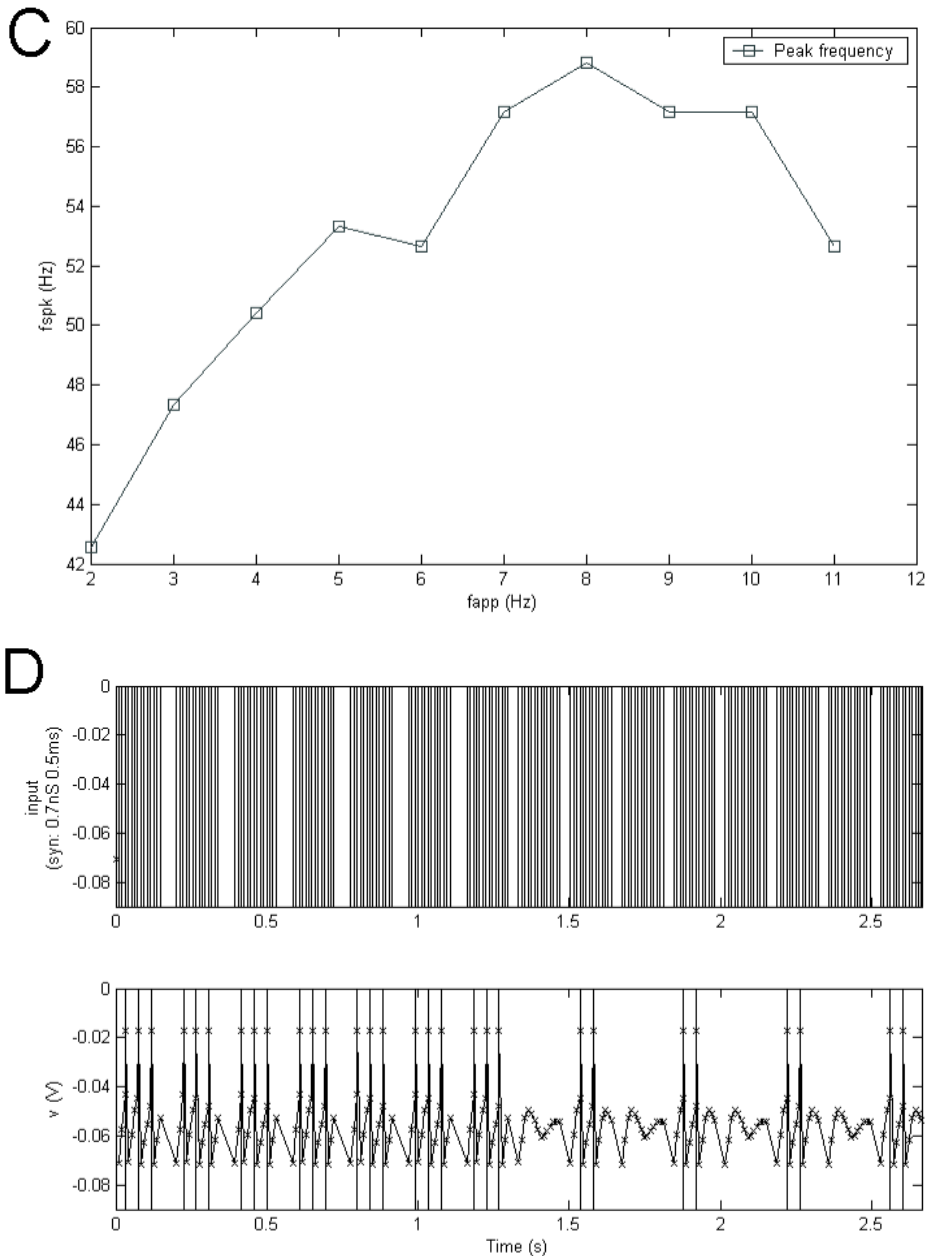 C
60
58
56
54
52
50
48
46
44
42
fspk (Hz)
Peak frequency
2 3 4 5 6 7 8 9 10 11 12
fapp (Hz)
D
0
-0.02
-0.04
-0.06
-0.08
input
(syn: 0.7nS 0.5ms)
0 0.5 1 1.5 2 2.5
0
-0.02
-0.04
-0.06
-0.08
v (V)
0 0.5 1 1.5 2 2.5
Time (s)